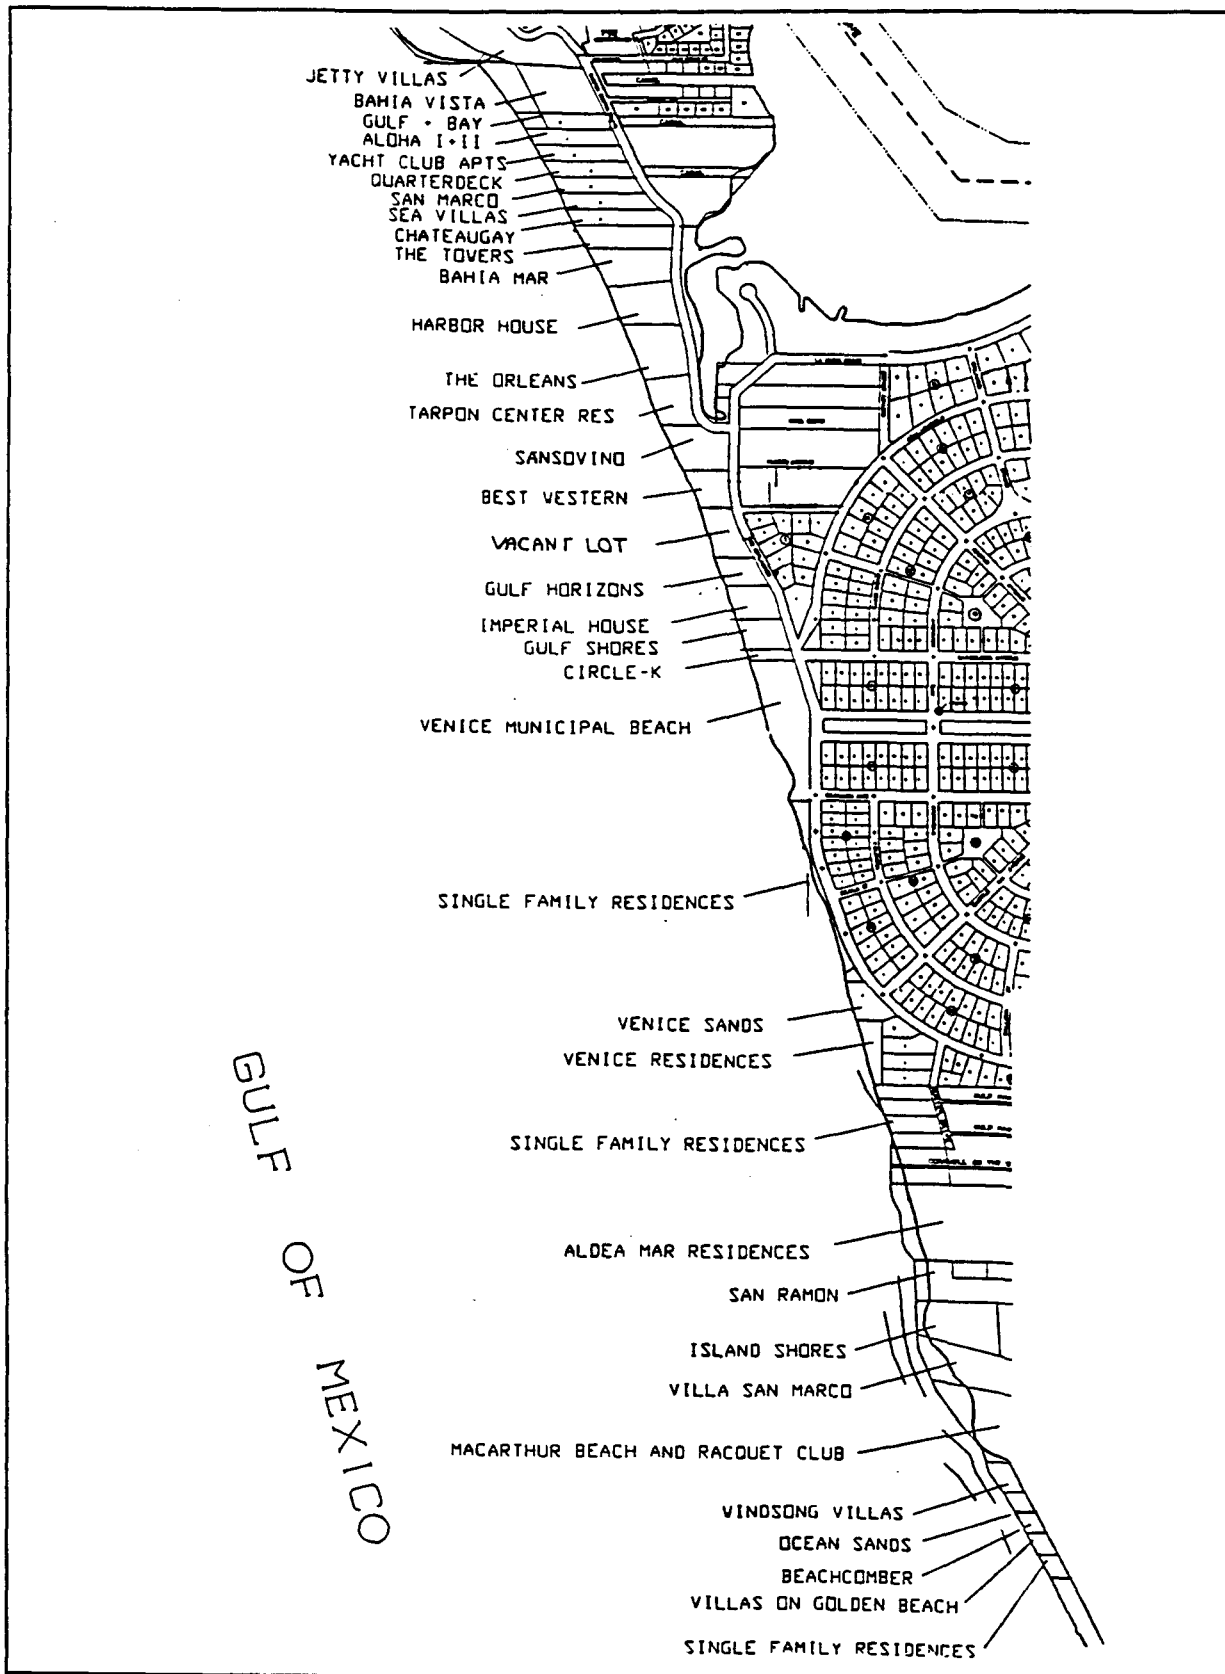 JETTY VILLAS
BAHIA VISTA
GULF + BAY
ALOHA I+II
YACHT CLUB APTS
QUARTERDECK
SAN MARCO
SEA VILLAS
CHATEAUGAY
THE TOWERS
BAHIA MAR
HARBOR HOUSE
THE ORLEANS
TARPON CENTER RES
SANSOVINO
BEST WESTERN
VACANT LOT
GULF HORIZONS
IMPERIAL HOUSE
GULF SHORES
CIRCLE-K
VENICE MUNICIPAL BEACH
SINGLE FAMILY RESIDENCES
VENICE SANDS
VENICE RESIDENCES
SINGLE FAMILY RESIDENCES
ALDEA MAR RESIDENCES
SAN RAMON
ISLAND SHORES
VILLA SAN MARCO
MACARTHUR BEACH AND RACQUET CLUB
WINDSONG VILLAS
OCEAN SANDS
BEACHCOMBER
VILLAS ON GOLDEN BEACH
SINGLE FAMILY RESIDENCES
GULF OF MEXICO